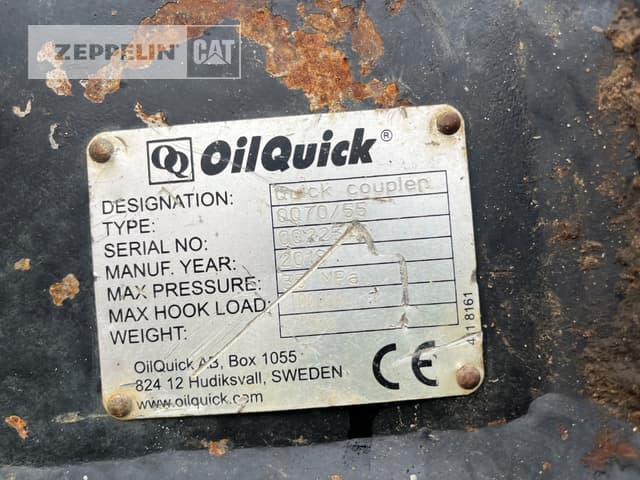 ZEPPELIN CAT
OQ OilQuick®
DESIGNATION: Quick coupler
TYPE: OQ70/55
SERIAL NO:
MANUF. YEAR:
MAX PRESSURE: MPa
MAX HOOK LOAD:
WEIGHT:
OilQuick AB, Box 1055
824 12 Hudiksvall, SWEDEN
www.oilquick.com
CE